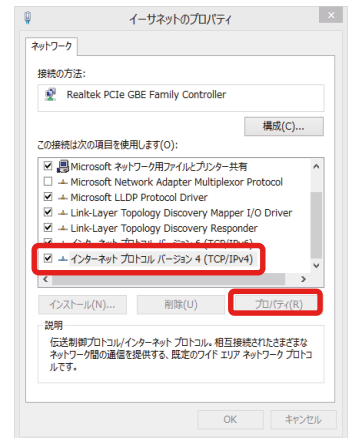 イーサネットのプロパティ
ネットワーク
接続の方法:
Realtek PCIe GBE Family Controller
構成(C)...
この接続は次の項目を使用します(O):
Microsoft ネットワーク用ファイルとプリンター共有
Microsoft Network Adapter Multiplexor Protocol
Microsoft LLDP Protocol Driver
Link-Layer Topology Discovery Mapper I/O Driver
Link-Layer Topology Discovery Responder
インターネット プロトコル バージョン 6 (TCP/IPv6)
インターネット プロトコル バージョン 4 (TCP/IPv4)
インストール(N)...
削除(U)
プロパティ(R)
説明
伝送制御プロトコル/インターネット プロトコル。相互接続されたさまざまな
ネットワーク間の通信を提供する、既定のワイド エリア ネットワーク プロトコ
ルです。
OK
キャンセル